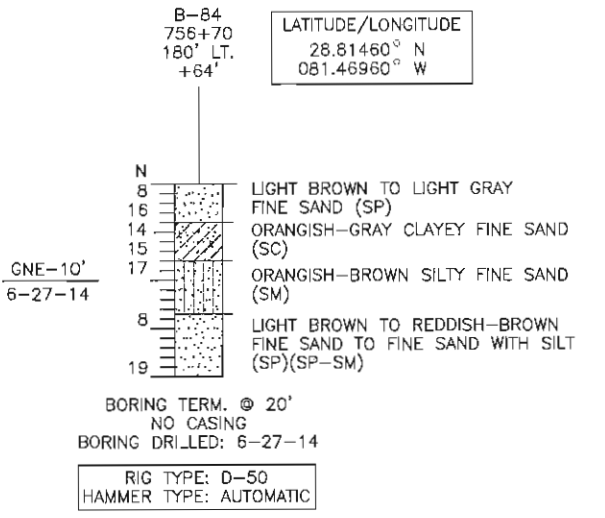 B-84
756+70
180' LT.
+64'
LATITUDE/LONGITUDE
28.81460° N
081.46960° W
N
8
16
14
15
17
8
19
LIGHT BROWN TO LIGHT GRAY
FINE SAND (SP)
ORANGISH-GRAY CLAYEY FINE SAND
(SC)
ORANGISH-BROWN SILTY FINE SAND
(SM)
LIGHT BROWN TO REDDISH-BROWN
FINE SAND TO FINE SAND WITH SILT
(SP)(SP-SM)
GNE-10'
6-27-14
BORING TERM. @ 20'
NO CASING
BORING DRILLED: 6-27-14
RIG TYPE: D-50
HAMMER TYPE: AUTOMATIC